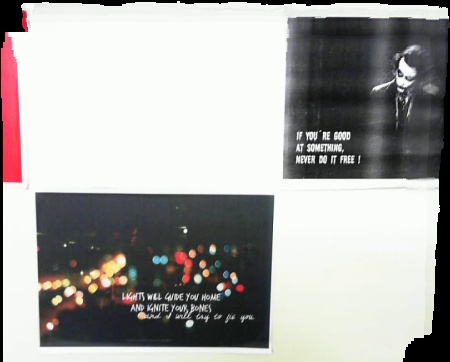 IF YOU´RE GOOD
AT SOMETHING,
NEVER DO IT FREE !
LIGHTS WILL GUIDE YOU HOME
AND IGNITE YOUR BONES
and i will try to fix you